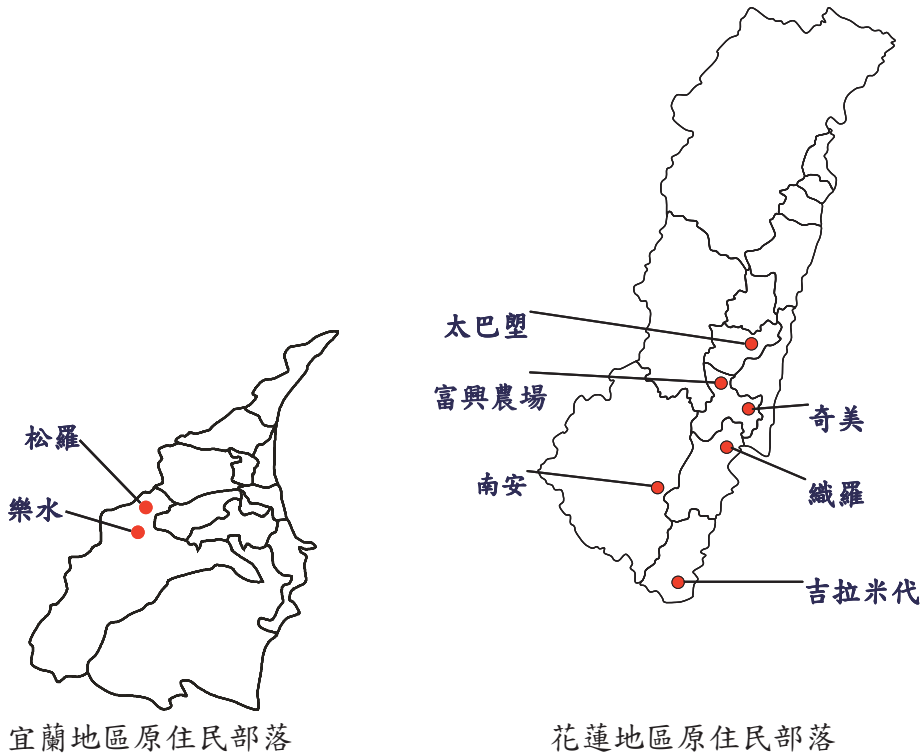 松羅
樂水
宜蘭地區原住民部落
太巴塱
富興農場
奇美
南安
織羅
吉拉米代
花蓮地區原住民部落